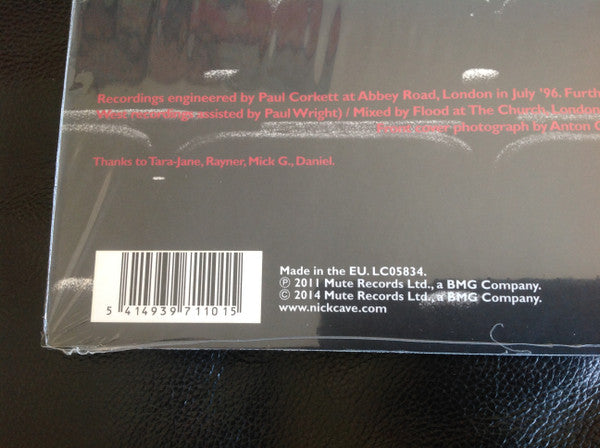 Recordings engineered by Paul Corkett at Abbey Road, London in July '96. Furth
West recordings assisted by Paul Wright) / Mixed by Flood at The Church, London
Front cover photograph by Anton C
Thanks to Tara-Jane, Rayner, Mick G., Daniel.
Made in the EU. LC05834.
℗ 2011 Mute Records Ltd., a BMG Company.
© 2014 Mute Records Ltd., a BMG Company.
www.nickcave.com
5 414939 711015